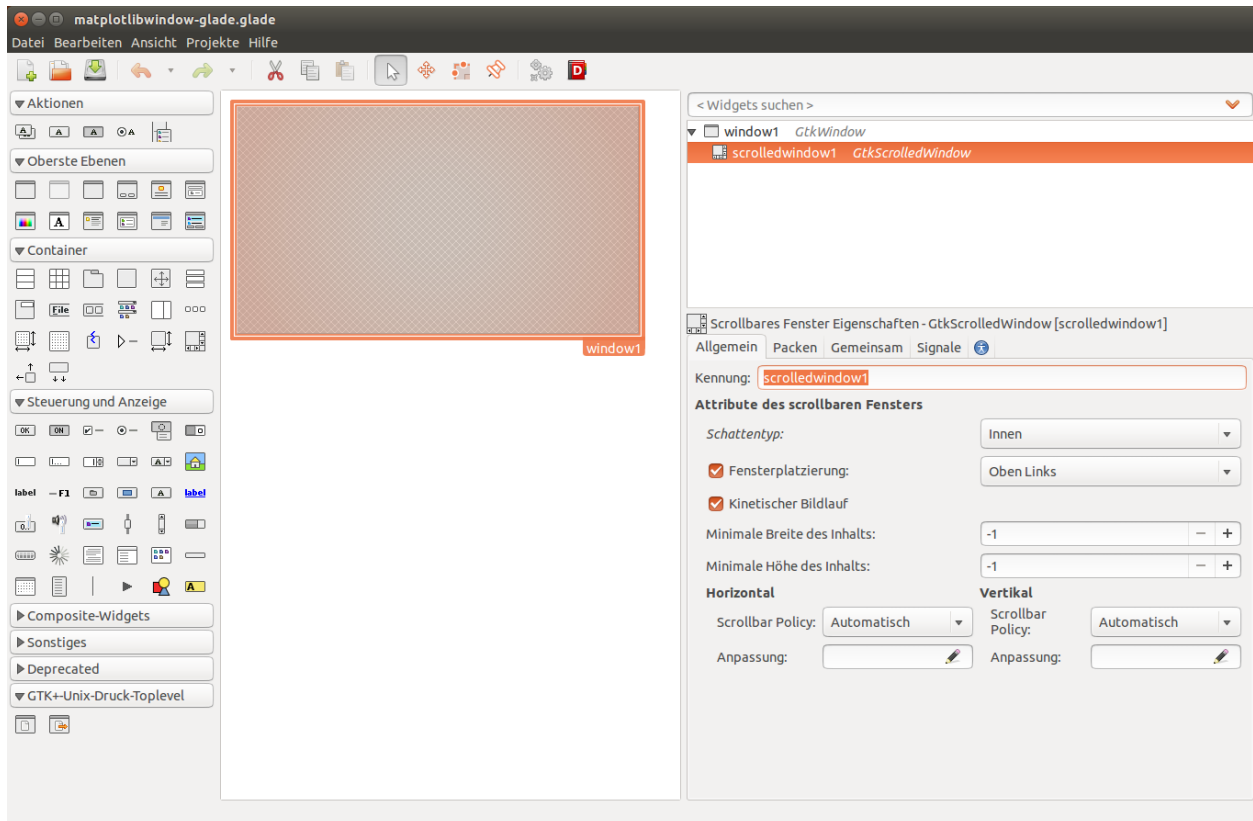 matplotlibwindow-glade.glade
Datei Bearbeiten Ansicht Projekte Hilfe
Aktionen
Oberste Ebenen
Container
File
Steuerung und Anzeige
OK ON
label F1 label
Composite-Widgets
Sonstiges
Deprecated
GTK+-Unix-Druck-Toplevel
window1
< Widgets suchen >
window1 GtkWindow
scrolledwindow1 GtkScrolledWindow
Scrollbares Fenster Eigenschaften - GtkScrolledWindow [scrolledwindow1]
Allgemein Packen Gemeinsam Signale
Kennung: scrolledwindow1
Attribute des scrollbaren Fensters
Schattentyp: Innen
Fensterplatzierung: Oben Links
Kinetischer Bildlauf
Minimale Breite des Inhalts: -1
Minimale Höhe des Inhalts: -1
Horizontal Vertikal
Scrollbar Policy: Automatisch Scrollbar Policy: Automatisch
Anpassung: Anpassung: